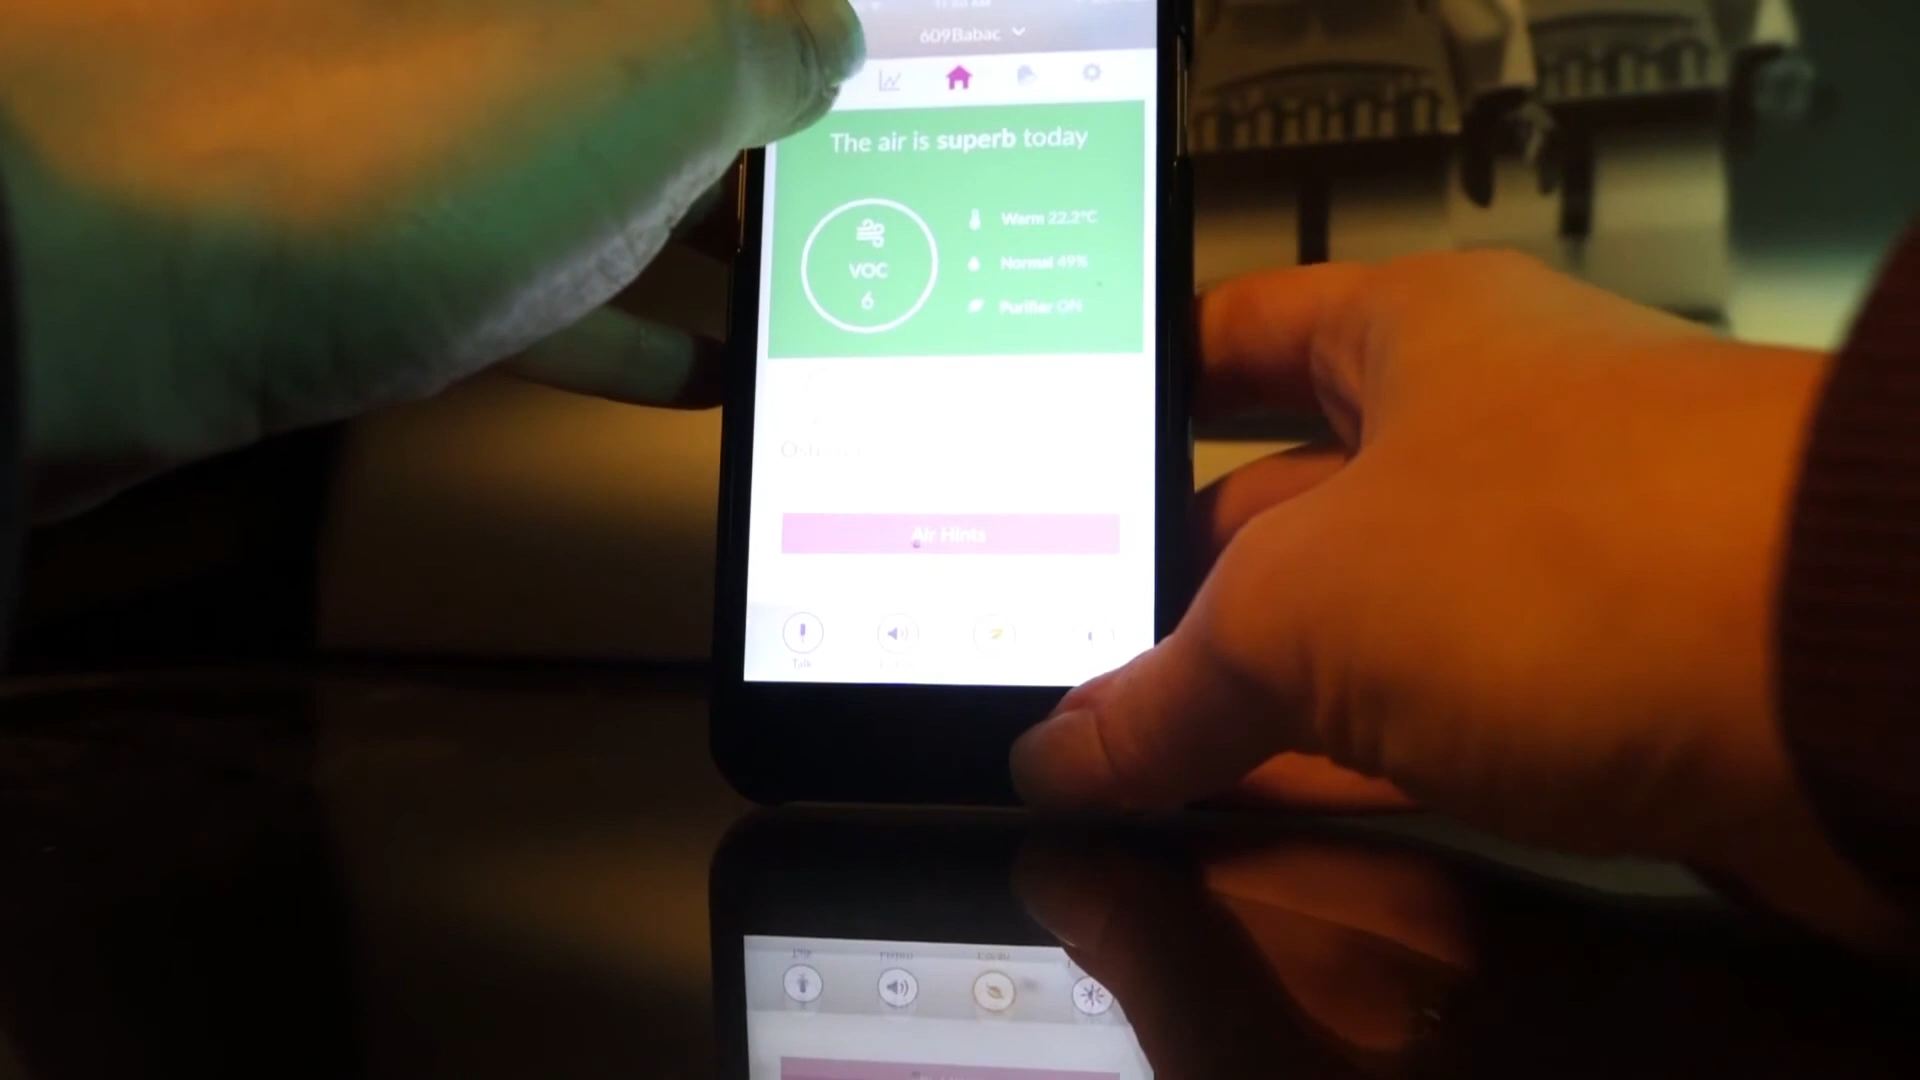 609Babac
The air is superb today
VOC
6
Warm 22.2°C
Normal 49%
Purifier ON
Air Hints
Talk